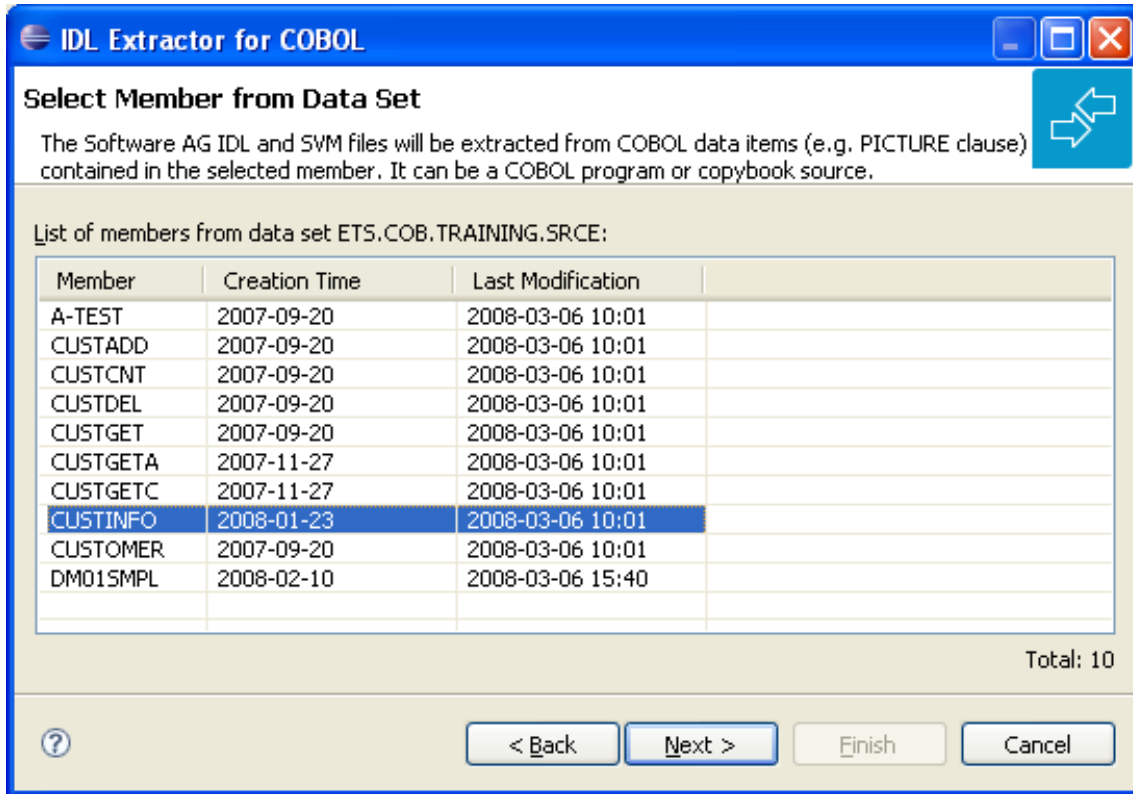 IDL Extractor for COBOL
Select Member from Data Set
The Software AG IDL and SVM files will be extracted from COBOL data items (e.g. PICTURE clause)
contained in the selected member. It can be a COBOL program or copybook source.
List of members from data set ETS.COB.TRAINING.SRCE:
Member Creation Time Last Modification
A-TEST 2007-09-20 2008-03-06 10:01
CUSTADD 2007-09-20 2008-03-06 10:01
CUSTCNT 2007-09-20 2008-03-06 10:01
CUSTDEL 2007-09-20 2008-03-06 10:01
CUSTGET 2007-09-20 2008-03-06 10:01
CUSTGETA 2007-11-27 2008-03-06 10:01
CUSTGETC 2007-11-27 2008-03-06 10:01
CUSTINFO 2008-01-23 2008-03-06 10:01
CUSTOMER 2007-09-20 2008-03-06 10:01
DM01SMPL 2008-02-10 2008-03-06 15:40
Total: 10
? < Back Next > Finish Cancel